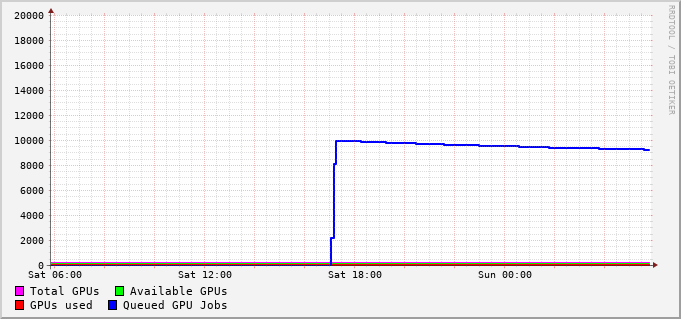 RRDTOOL / TOBI OETIKER
20000
18000
16000
14000
12000
10000
8000
6000
4000
2000
0
Sat 06:00 Sat 12:00 Sat 18:00 Sun 00:00
Total GPUs Available GPUs
GPUs used Queued GPU Jobs